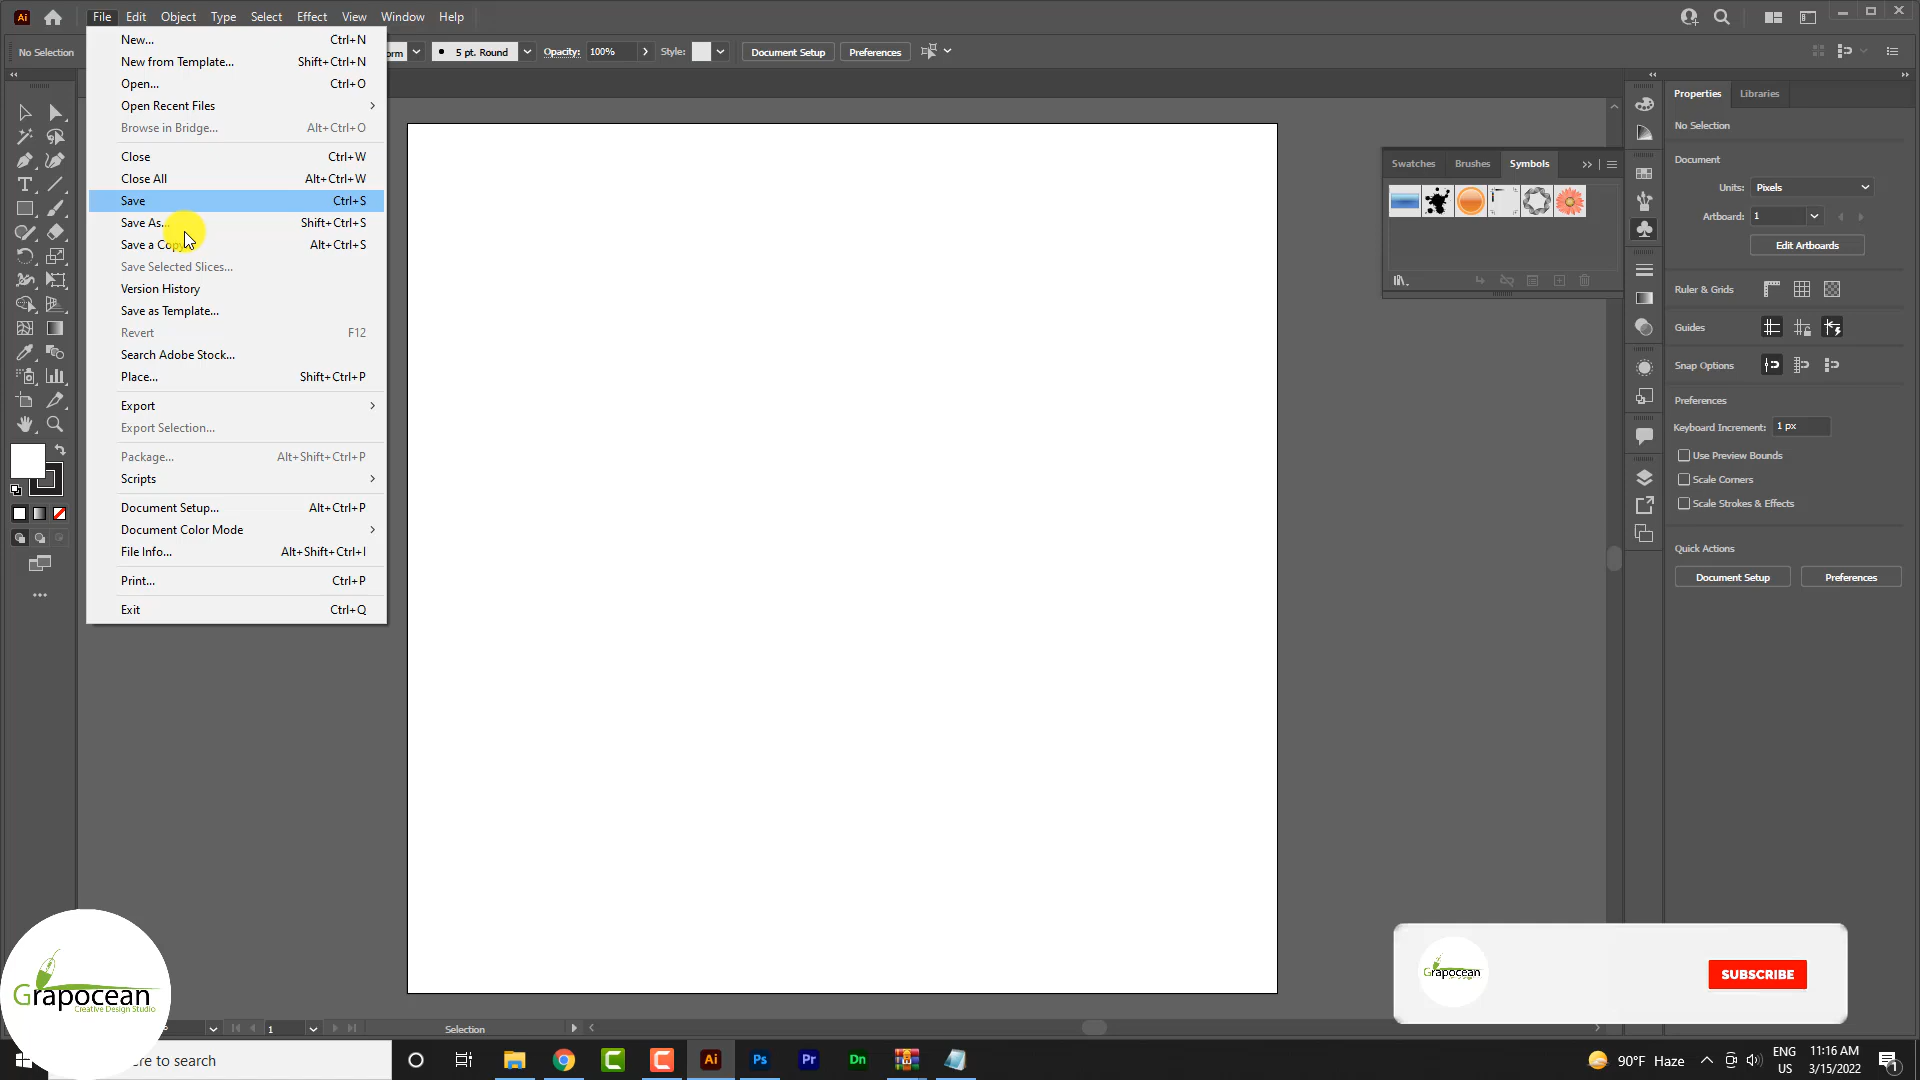 Ai File Edit Object Type Select Effect View Window Help
No Selection
5 pt. Round Opacity: 100% Style: Document Setup Preferences
New... Ctrl+N
New from Template... Shift+Ctrl+N
Open... Ctrl+O
Open Recent Files
Browse in Bridge... Alt+Ctrl+O
Close Ctrl+W
Close All Alt+Ctrl+W
Save Ctrl+S
Save As... Shift+Ctrl+S
Save a Copy Alt+Ctrl+S
Save Selected Slices...
Version History
Save as Template...
Revert F12
Search Adobe Stock...
Place... Shift+Ctrl+P
Export
Export Selection...
Package... Alt+Shift+Ctrl+P
Scripts
Document Setup... Alt+Ctrl+P
Document Color Mode
File Info... Alt+Shift+Ctrl+I
Print... Ctrl+P
Exit Ctrl+Q
Swatches Brushes Symbols
Properties Libraries
No Selection
Document
Units: Pixels
Artboard: 1
Edit Artboards
Ruler & Grids
Guides
Snap Options
Preferences
Keyboard Increment: 1 px
Use Preview Bounds
Scale Corners
Scale Strokes & Effects
Quick Actions
Document Setup Preferences
Grapocean
Creative Design Studio
Grapocean
SUBSCRIBE
1 Selection
ere to search
Ai Ps Pr Dn
90°F Haze
ENG
US
11:16 AM
3/15/2022
1